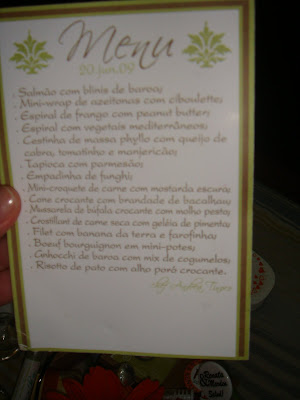 Menu
20.jun.09
. Salmão com blinis de baroa;
. Mini-wrap de azeitonas com ciboulette;
. Espiral de frango com peanut butter;
. Espiral com vegetais mediterrâneos;
. Cestinha de massa phyllo com queijo de
cabra, tomatinho e manjericão;
. Tapioca com parmesão;
. Empadinha de funghi;
. Mini-croquete de carne com mostarda escura;
. Cone crocante com brandade de bacalhau;
. Mussarela de búfala crocante com molho pesto;
. Crostillant de carne seca com geléia de pimenta;
. Filet com banana da terra e farofinha;
. Boeuf bourguignon em mini-potes;
. Gnhocchi de baroa com mix de cogumelos;
. Risotto de pato com alho poró crocante.